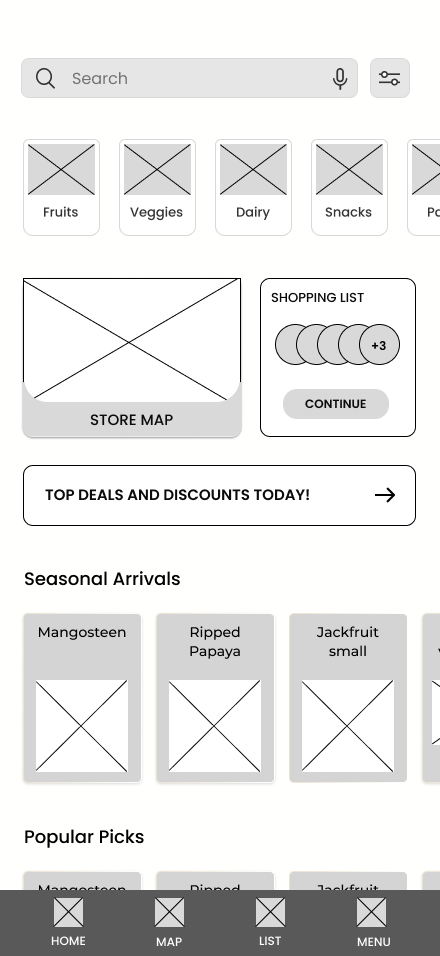 Search
Fruits
Veggies
Dairy
Snacks
STORE MAP
SHOPPING LIST
+3
CONTINUE
TOP DEALS AND DISCOUNTS TODAY!
Seasonal Arrivals
Mangosteen
Ripped
Papaya
Jackfruit
small
Popular Picks
Mangosteen
Ripped
Jackfruit
HOME
MAP
LIST
MENU